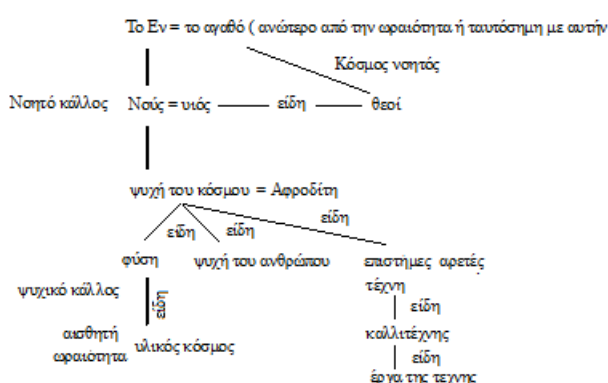 Το Εν = το αγαθό ( ανώτερο από την ωραιότητα ή ταυτόσημη με αυτήν
Κόσμος νοητός
Νοητό κάλλος Νούς = υιός είδη θεοί
ψυχή του κόσμου = Αφροδίτη
είδη είδη είδη
φύση ψυχή του ανθρώπου επιστήμες αρετές
τέχνη
ψυχικό κάλλος είδη είδη
αισθητή
ωραιότητα υλικός κόσμος καλλιτέχνης
είδη
έργα της τεχνης